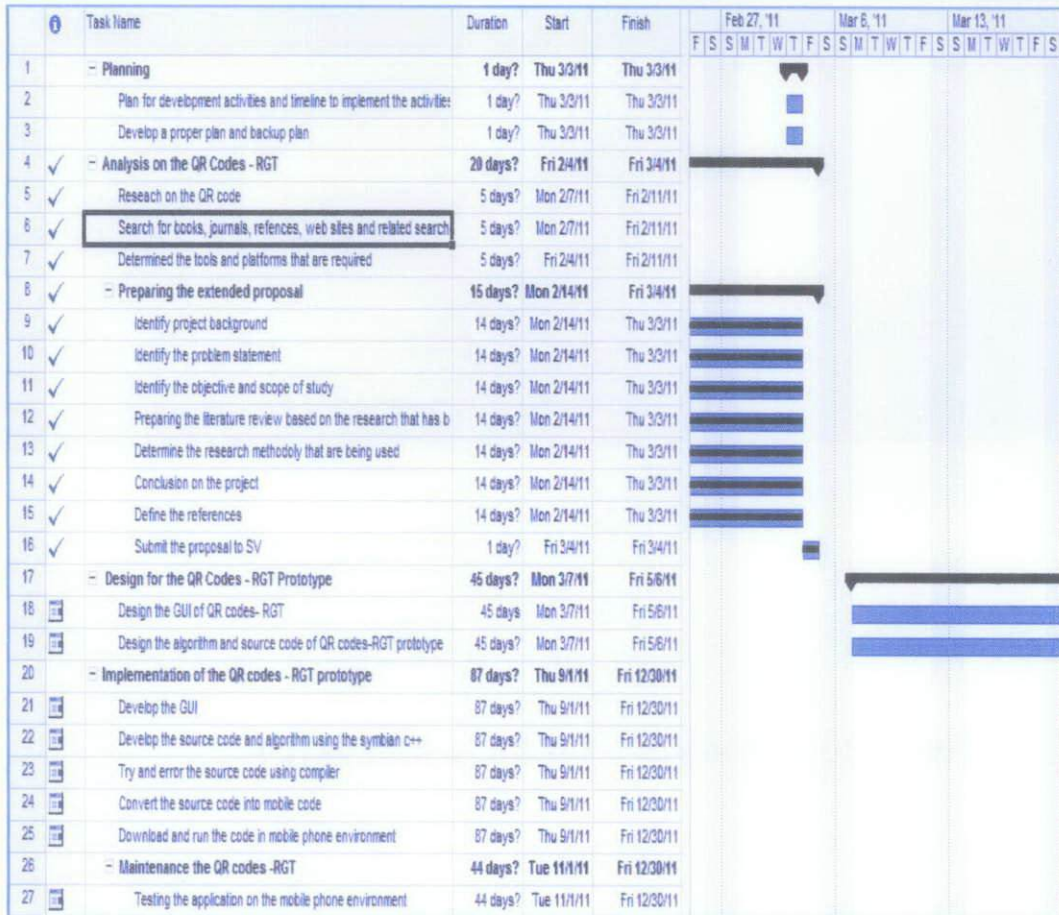 Task Name Duration Start Finish Feb 27, '11 Mar 6, '11 Mar 13, '11
F S S M T W T F S S M T W T F S S M T W T F S
1 − Planning 1 day? Thu 3/3/11 Thu 3/3/11
2 Plan for development activities and timeline to implement the activities 1 day? Thu 3/3/11 Thu 3/3/11
3 Develop a proper plan and backup plan 1 day? Thu 3/3/11 Thu 3/3/11
4 ✓ − Analysis on the QR Codes - RGT 20 days? Fri 2/4/11 Fri 3/4/11
5 ✓ Reseach on the QR code 5 days? Mon 2/7/11 Fri 2/11/11
6 ✓ Search for books, journals, refences, web sites and related search 5 days? Mon 2/7/11 Fri 2/11/11
7 ✓ Determined the tools and platforms that are required 5 days? Fri 2/4/11 Fri 2/11/11
8 ✓ − Preparing the extended proposal 15 days? Mon 2/14/11 Fri 3/4/11
9 ✓ Identify project background 14 days? Mon 2/14/11 Thu 3/3/11
10 ✓ Identify the problem statement 14 days? Mon 2/14/11 Thu 3/3/11
11 ✓ Identify the objective and scope of study 14 days? Mon 2/14/11 Thu 3/3/11
12 ✓ Preparing the literature review based on the research that has b 14 days? Mon 2/14/11 Thu 3/3/11
13 ✓ Determine the research methodoly that are being used 14 days? Mon 2/14/11 Thu 3/3/11
14 ✓ Conclusion on the project 14 days? Mon 2/14/11 Thu 3/3/11
15 ✓ Define the references 14 days? Mon 2/14/11 Thu 3/3/11
16 ✓ Submit the proposal to SV 1 day? Fri 3/4/11 Fri 3/4/11
17 − Design for the QR Codes - RGT Prototype 45 days? Mon 3/7/11 Fri 5/6/11
18 Design the GUI of QR codes- RGT 45 days Mon 3/7/11 Fri 5/6/11
19 Design the algorithm and source code of QR codes-RGT prototype 45 days? Mon 3/7/11 Fri 5/6/11
20 − Implementation of the QR codes - RGT prototype 87 days? Thu 9/1/11 Fri 12/30/11
21 Develop the GUI 87 days? Thu 9/1/11 Fri 12/30/11
22 Develop the source code and algorithm using the symbian c++ 87 days? Thu 9/1/11 Fri 12/30/11
23 Try and error the source code using compiler 87 days? Thu 9/1/11 Fri 12/30/11
24 Convert the source code into mobile code 87 days? Thu 9/1/11 Fri 12/30/11
25 Download and run the code in mobile phone environment 87 days? Thu 9/1/11 Fri 12/30/11
26 − Maintenance the QR codes -RGT 44 days? Tue 11/1/11 Fri 12/30/11
27 Testing the application on the mobile phone environment 44 days? Tue 11/1/11 Fri 12/30/11